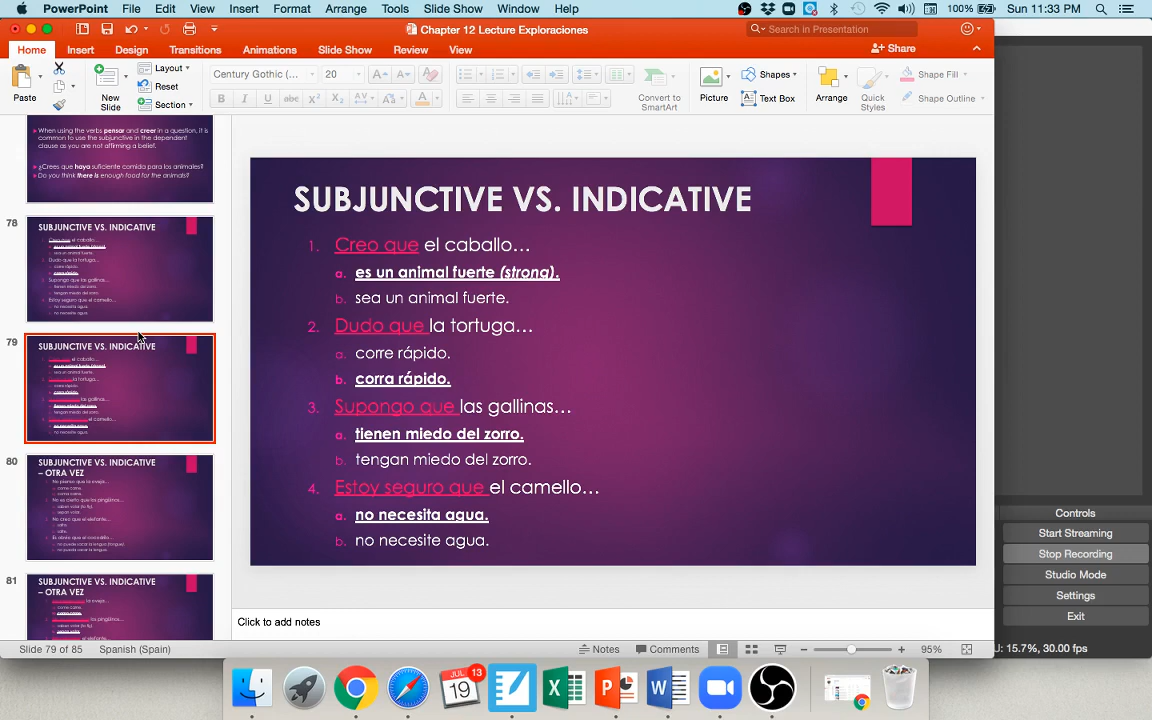 PowerPoint File Edit View Insert Format Arrange Tools Slide Show Window Help 100% Sun 11:33 PM
Chapter 12 Lecture Exploraciones
Search in Presentation
Home Insert Design Transitions Animations Slide Show Review View
Share
Paste
New
Slide
Layout
Reset
Section
Century Gothic (...
20
B I U abc X² X₂ AV Aa A
Convert to
SmartArt
Picture
Shapes
Text Box
Arrange
Quick
Styles
Shape Fill
Shape Outline
When using the verbs pensar and creer in a question, it is
common to use the subjunctive in the dependent
clause as you are not affirming a belief.
¿Crees que haya suficiente comida para los animales?
Do you think there is enough food for the animals?
78
SUBJUNCTIVE VS. INDICATIVE
79
SUBJUNCTIVE VS. INDICATIVE
80
SUBJUNCTIVE VS. INDICATIVE
– OTRA VEZ
81
SUBJUNCTIVE VS. INDICATIVE
– OTRA VEZ
SUBJUNCTIVE VS. INDICATIVE
1. Creo que el caballo…
a. es un animal fuerte (strong).
b. sea un animal fuerte.
2. Dudo que la tortuga…
a. corre rápido.
b. corra rápido.
3. Supongo que las gallinas…
a. tienen miedo del zorro.
b. tengan miedo del zorro.
4. Estoy seguro que el camello…
a. no necesita agua.
b. no necesite agua.
Click to add notes
Slide 79 of 85 Spanish (Spain)
Notes Comments 95%
Controls
Start Streaming
Stop Recording
Studio Mode
Settings
Exit
U: 15.7%, 30.00 fps
JUL 13
19